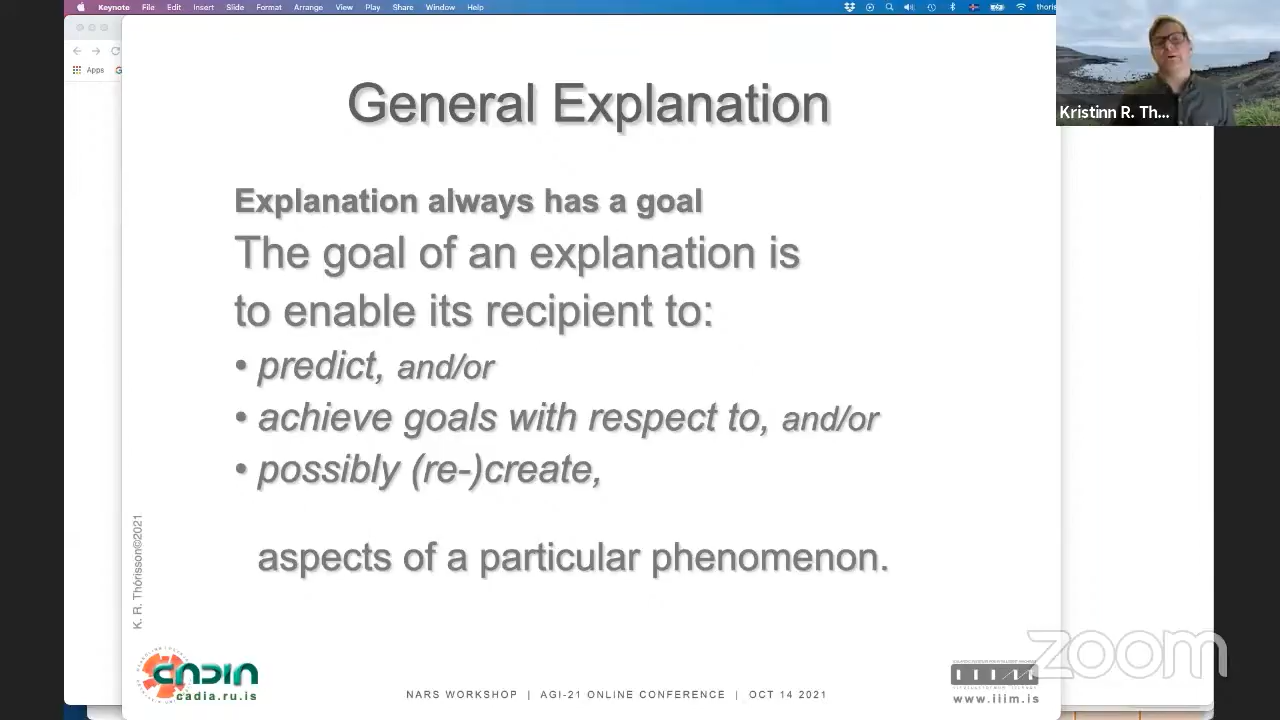 Keynote File Edit Insert Slide Format Arrange View Play Share Window Help
Apps
Kristinn R. Th...
General Explanation
Explanation always has a goal
The goal of an explanation is
to enable its recipient to:
• predict, and/or
• achieve goals with respect to, and/or
• possibly (re-)create,
aspects of a particular phenomenon.
K. R. Thórisson©2021
CADIA
cadia.ru.is
NARS WORKSHOP | AGI-21 ONLINE CONFERENCE | OCT 14 2021
IIIM
www.iiim.is
zoom